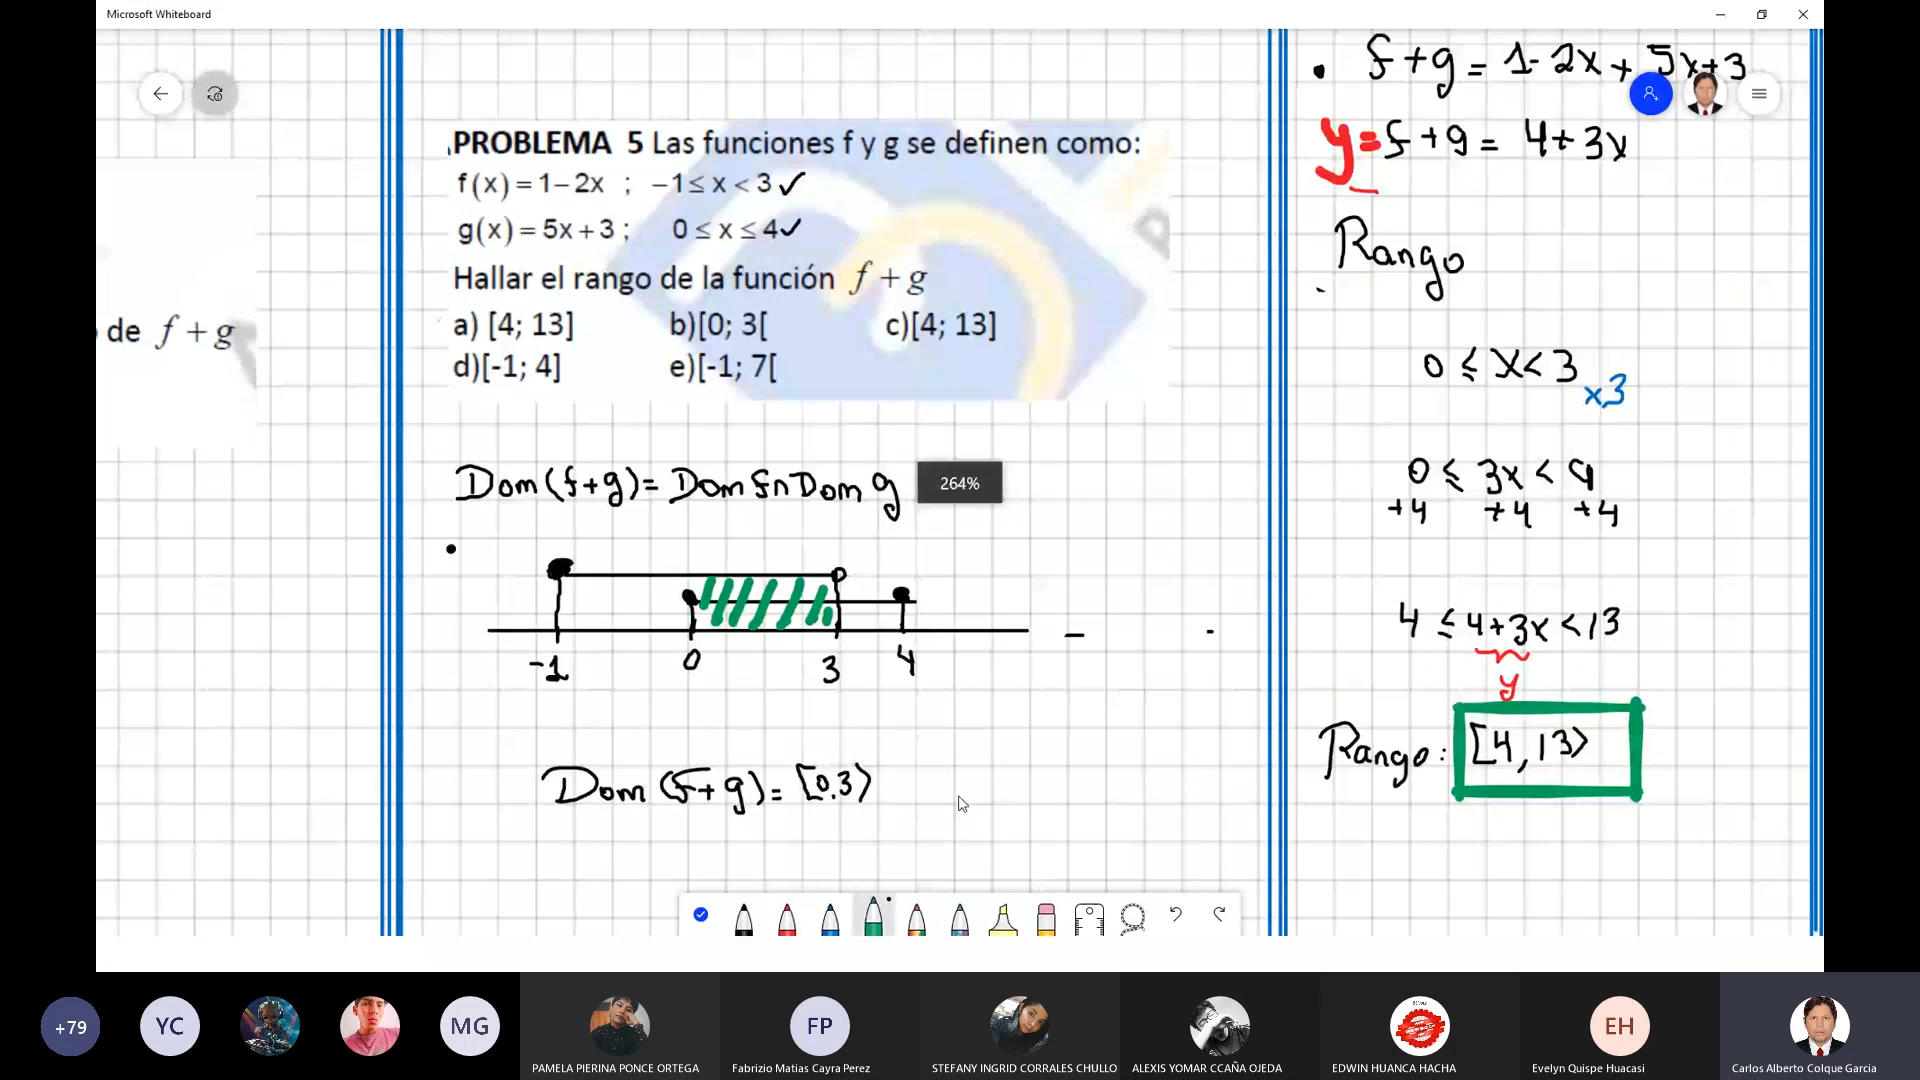 Microsoft Whiteboard
de f + g
PROBLEMA 5 Las funciones f y g se definen como:
f(x) = 1 – 2x ; –1 ≤ x < 3 ✓
g(x) = 5x + 3 ; 0 ≤ x ≤ 4 ✓
Hallar el rango de la función f + g
a) [4; 13] b)[0; 3[ c)[4; 13]
d)[-1; 4] e)[-1; 7[
Dom(f+g)= Dom f∩Dom g
264%
-1 0 3 4
Dom (f+g)= [0,3⟩
• f+g = 1-2x + 5x+3
y= f+g = 4+3x
Rango
0 ≤ x < 3
x3
0 ≤ 3x < 9
+4 +4 +4
4 ≤ 4+3x < 13
y
Rango: [4,13⟩
+79
YC
MG
FP
EH
PAMELA PIERINA PONCE ORTEGA
Fabrizio Matias Cayra Perez
STEFANY INGRID CORRALES CHULLO
ALEXIS YOMAR CCAÑA OJEDA
EDWIN HUANCA HACHA
Evelyn Quispe Huacasi
Carlos Alberto Colque Garcia